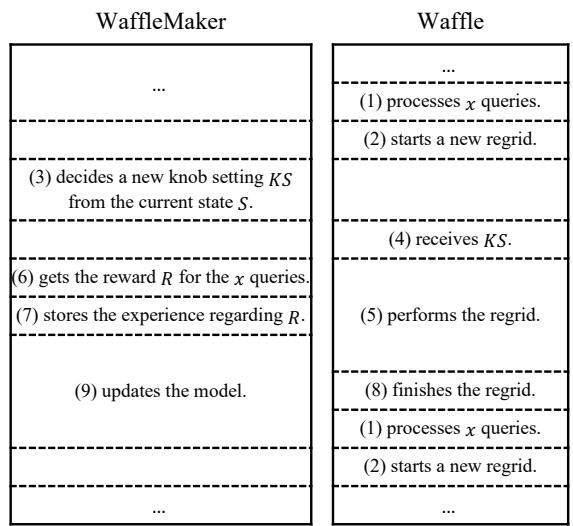 WaffleMaker
...
(3) decides a new knob setting KS
from the current state S.
(6) gets the reward R for the x queries.
(7) stores the experience regarding R.
(9) updates the model.
...
Waffle
...
(1) processes x queries.
(2) starts a new regrid.
(4) receives KS.
(5) performs the regrid.
(8) finishes the regrid.
(1) processes x queries.
(2) starts a new regrid.
...